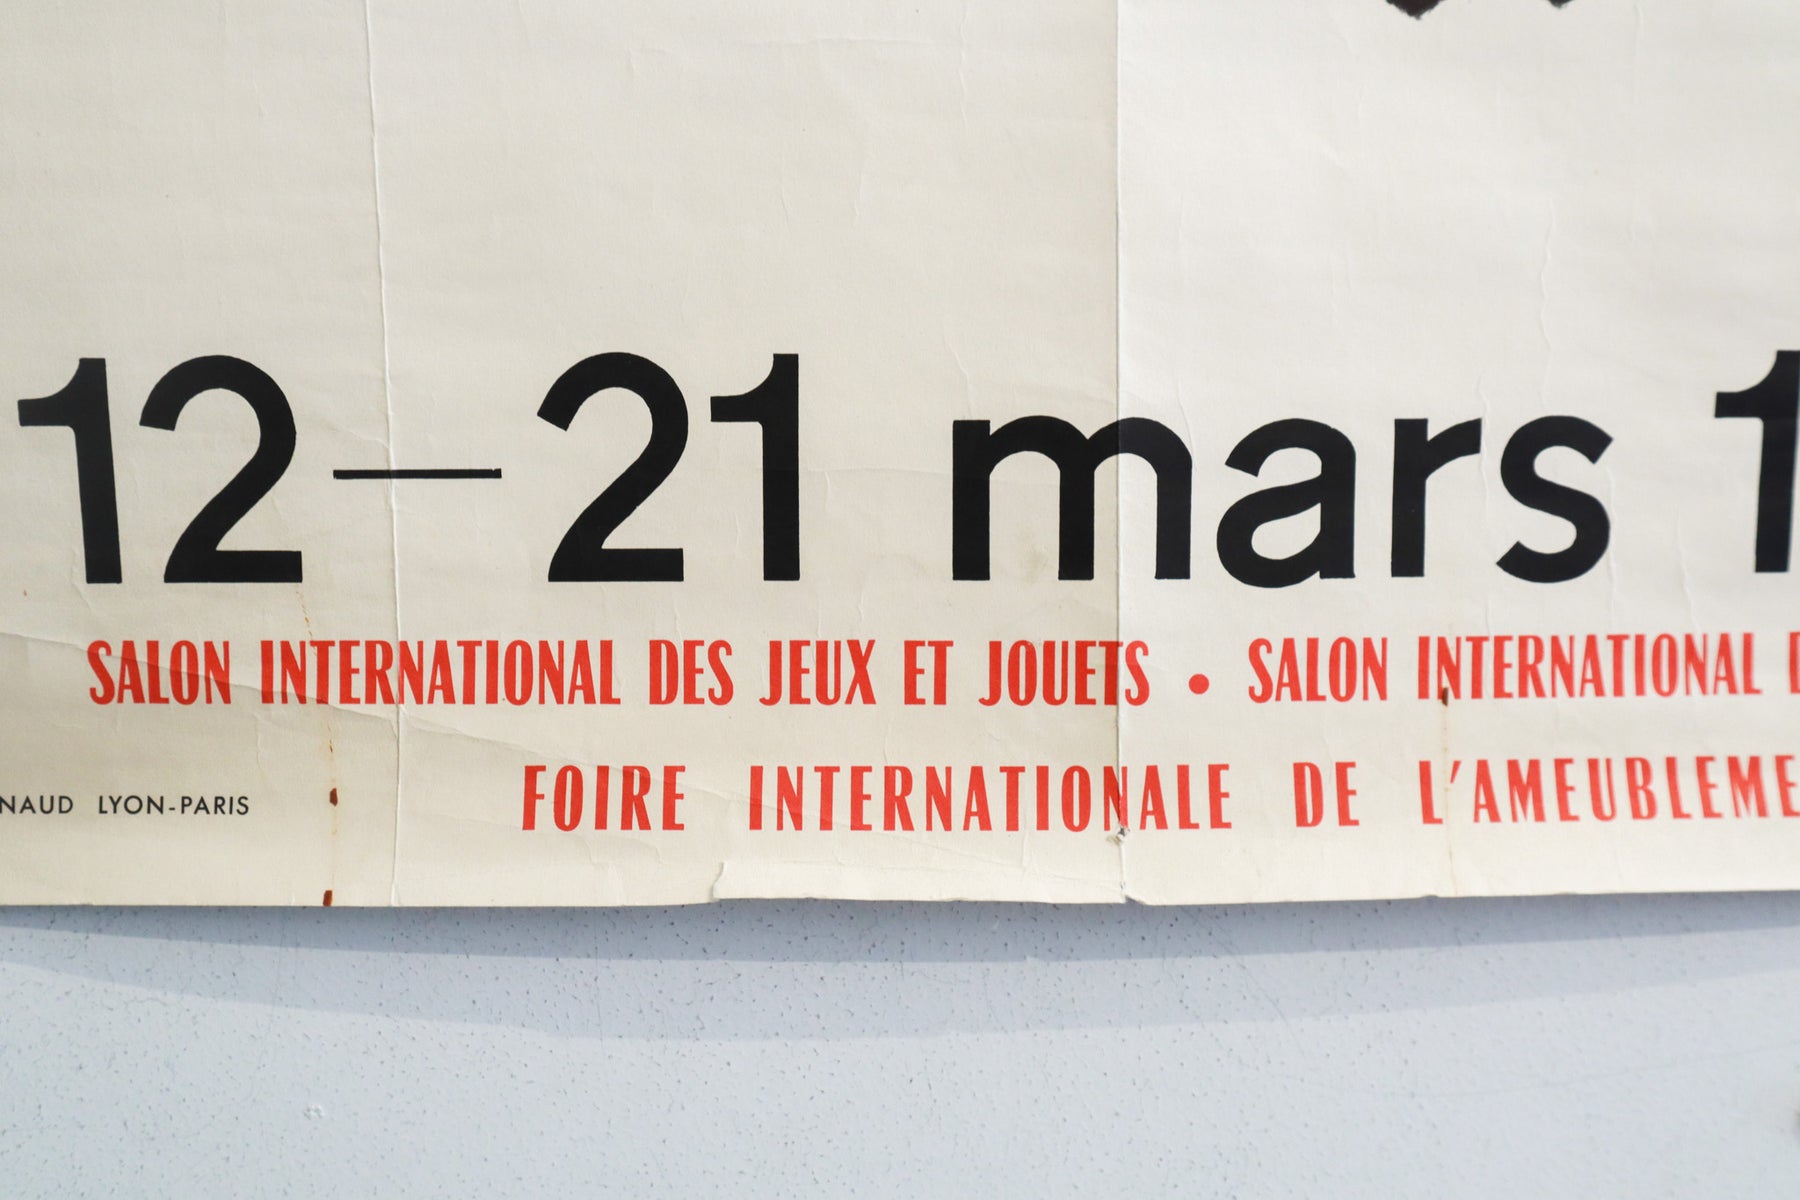 12—21 mars 1
SALON INTERNATIONAL DES JEUX ET JOUETS • SALON INTERNATIONAL
FOIRE INTERNATIONALE DE L'AMEUBLEME
NAUD LYON-PARIS